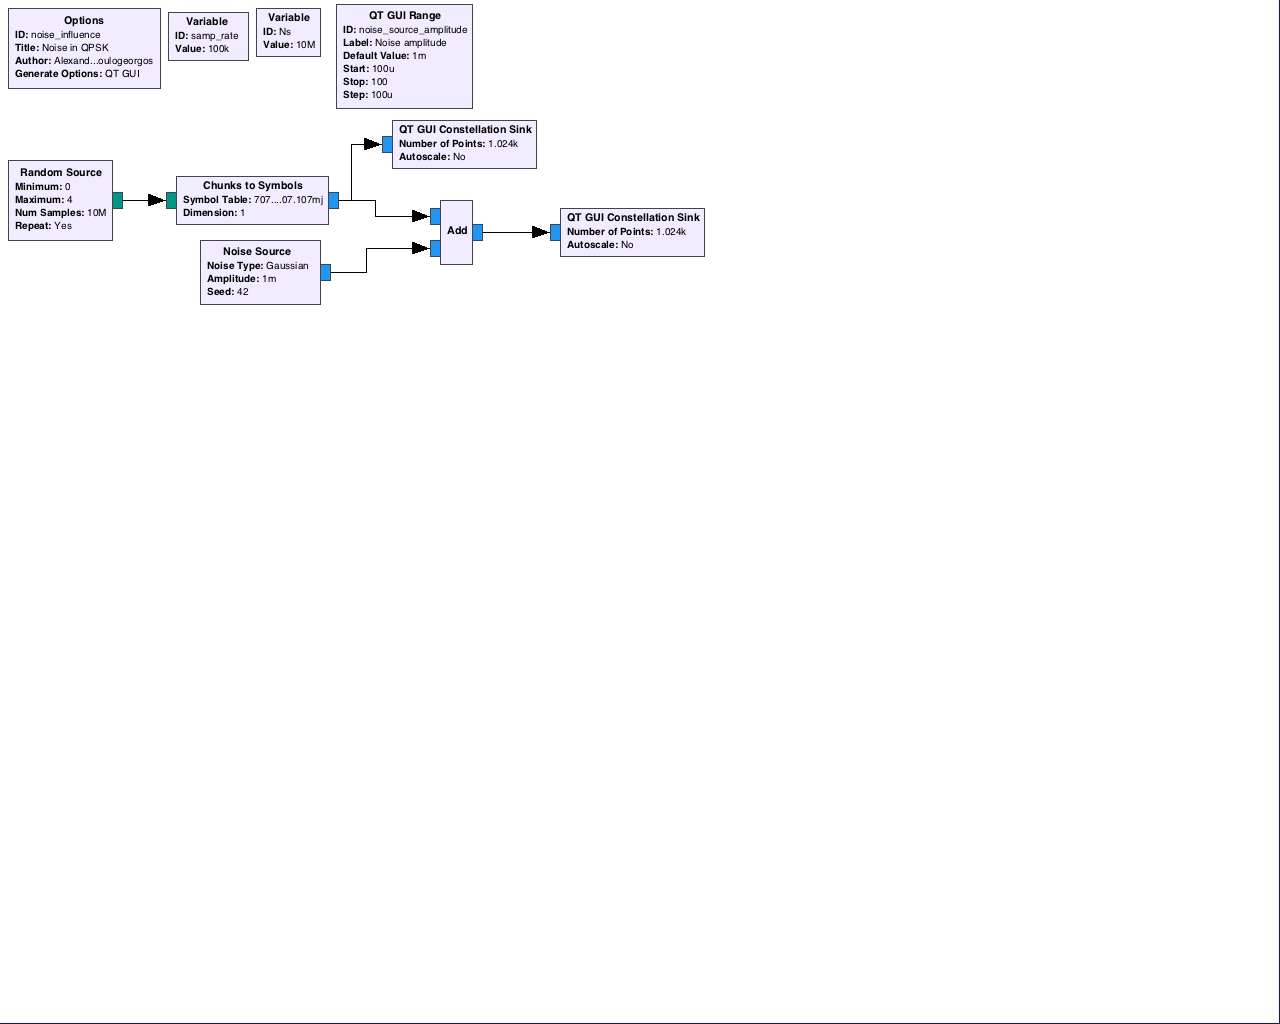 Options
ID: noise_influence
Title: Noise in QPSK
Author: Alexand...oulogeorgos
Generate Options: QT GUI
Variable
ID: samp_rate
Value: 100k
Variable
ID: Ns
Value: 10M
QT GUI Range
ID: noise_source_amplitude
Label: Noise amplitude
Default Value: 1m
Start: 100u
Stop: 100
Step: 100u
QT GUI Constellation Sink
Number of Points: 1.024k
Autoscale: No
Random Source
Minimum: 0
Maximum: 4
Num Samples: 10M
Repeat: Yes
Chunks to Symbols
Symbol Table: 707....07.107mj
Dimension: 1
Add
QT GUI Constellation Sink
Number of Points: 1.024k
Autoscale: No
Noise Source
Noise Type: Gaussian
Amplitude: 1m
Seed: 42